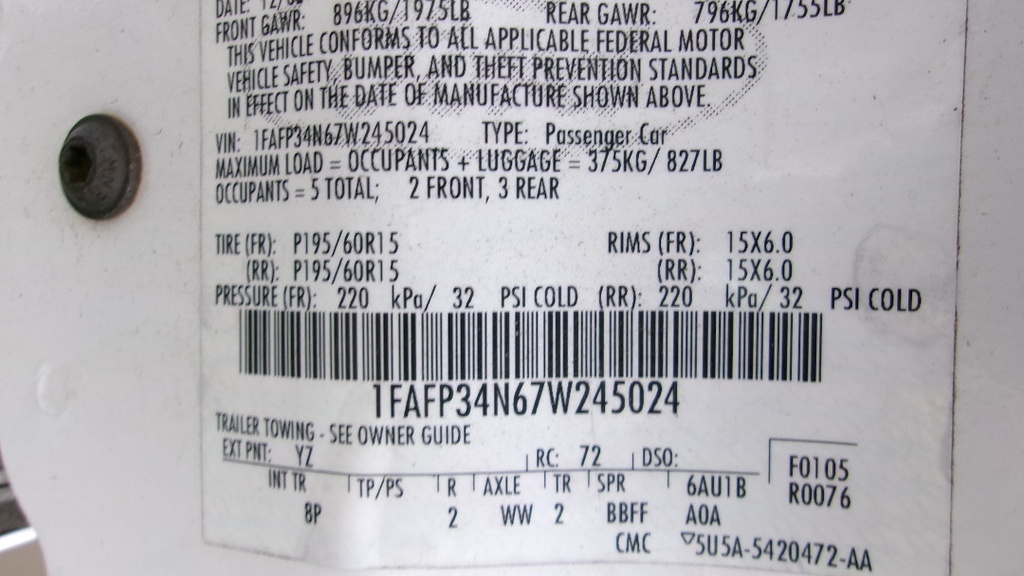 DATE: 12/0
FRONT GAWR: 896KG/1975LB REAR GAWR: 796KG/1755LB
THIS VEHICLE CONFORMS TO ALL APPLICABLE FEDERAL MOTOR
VEHICLE SAFETY, BUMPER, AND THEFT PREVENTION STANDARDS
IN EFFECT ON THE DATE OF MANUFACTURE SHOWN ABOVE.
VIN: 1FAFP34N67W245024 TYPE: Passenger Car
MAXIMUM LOAD = OCCUPANTS + LUGGAGE = 375KG/ 827LB
OCCUPANTS = 5 TOTAL; 2 FRONT, 3 REAR
TIRE (FR): P195/60R15 RIMS (FR): 15X6.0
(RR): P195/60R15 (RR): 15X6.0
PRESSURE (FR): 220 kPa/ 32 PSI COLD (RR): 220 kPa/ 32 PSI COLD
1FAFP34N67W245024
TRAILER TOWING - SEE OWNER GUIDE
EXT PNT: YZ RC: 72 DSO: F0105
INT TR TP/PS R AXLE TR SPR 6AU1B R0076
8P 2 WW 2 BBFF AOA
CMC ▽5U5A-5420472-AA